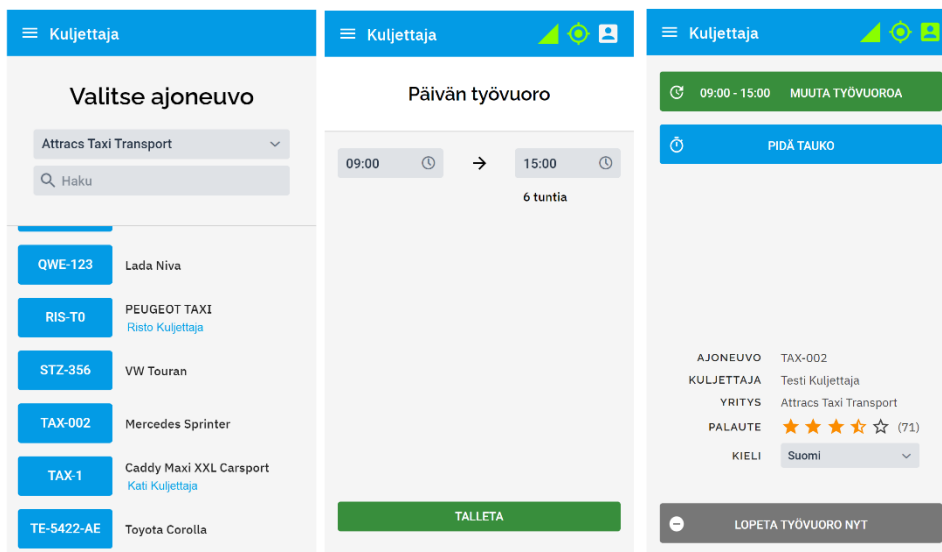 Kuljettaja
Valitse ajoneuvo
Attracs Taxi Transport
Haku
QWE-123 Lada Niva
RIS-T0 PEUGEOT TAXI
Risto Kuljettaja
STZ-356 VW Touran
TAX-002 Mercedes Sprinter
TAX-1 Caddy Maxi XXL Carsport
Kati Kuljettaja
TE-5422-AE Toyota Corolla
Kuljettaja
Päivän työvuoro
09:00 15:00
6 tuntia
TALLETA
Kuljettaja
09:00 - 15:00 MUUTA TYÖVUOROA
PIDÄ TAUKO
AJONEUVO TAX-002
KULJETTAJA Testi Kuljettaja
YRITYS Attracs Taxi Transport
PALAUTE (71)
KIELI Suomi
LOPETA TYÖVUORO NYT